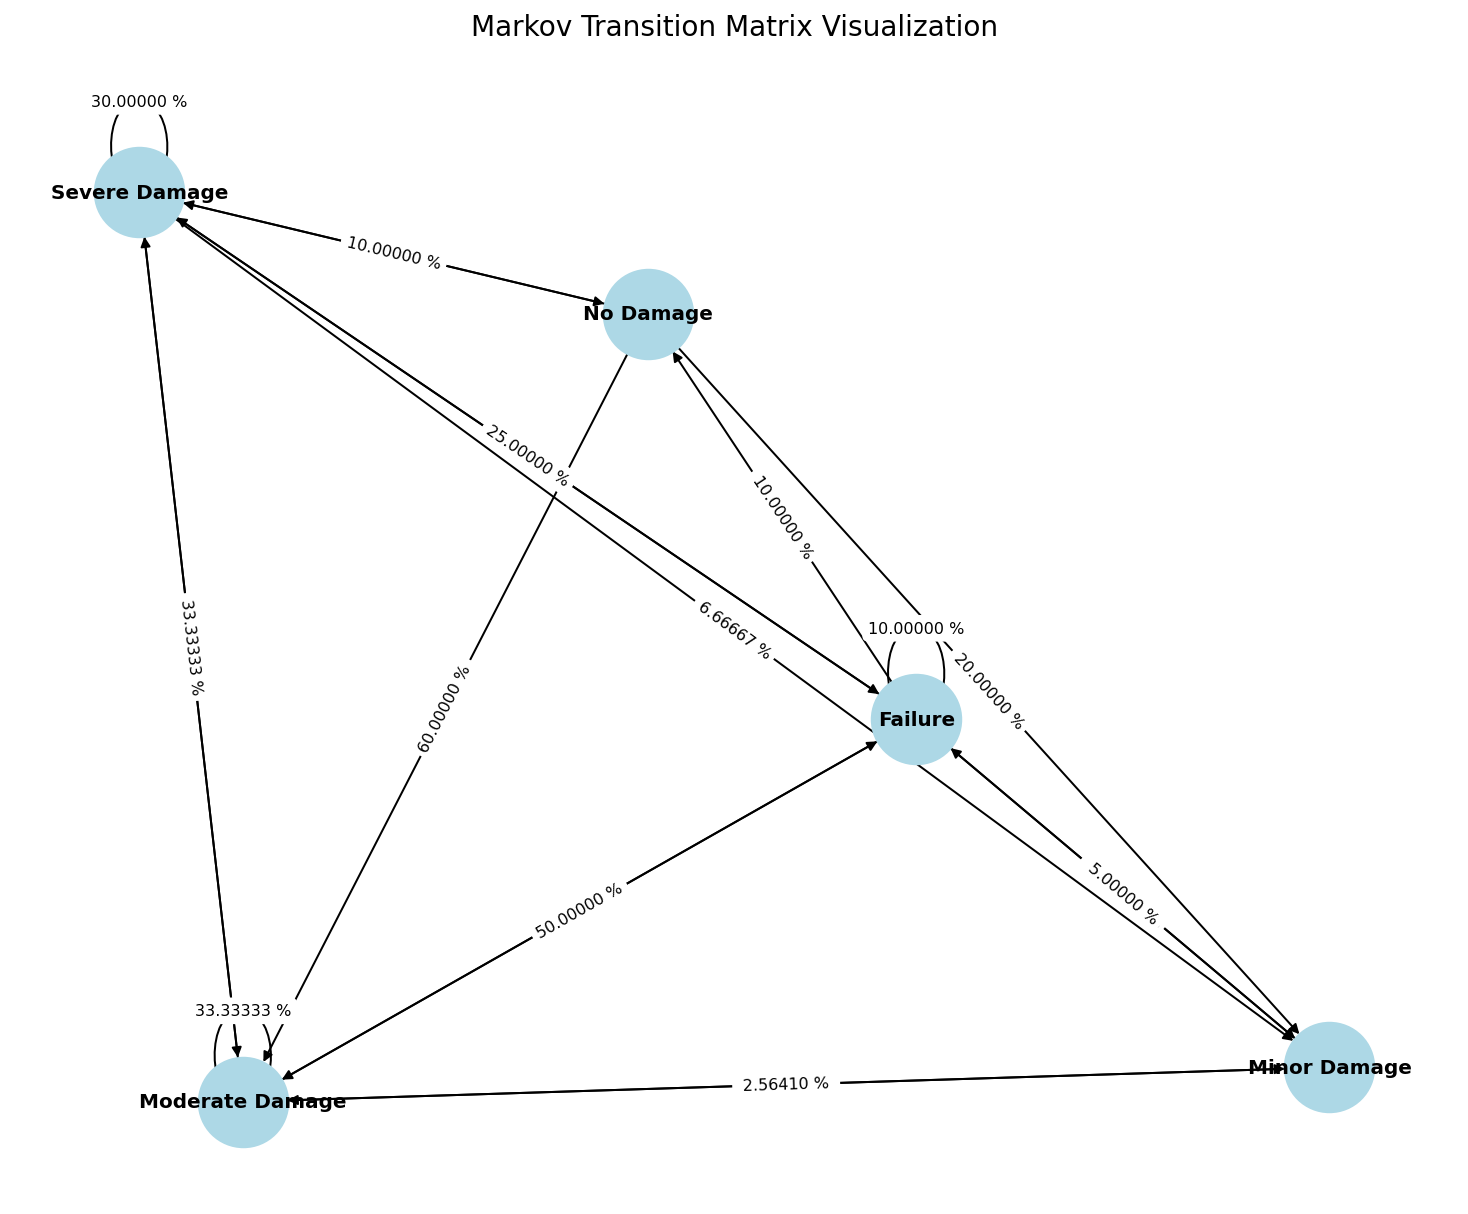 Markov Transition Matrix Visualization
30.00000 %
Severe Damage
10.00000 %
No Damage
25.00000 %
10.00000 %
33.33333 %
6.66667 %
10.00000 %
20.00000 %
60.00000 %
Failure
50.00000 %
5.00000 %
33.33333 %
Minor Damage
2.56410 %
Moderate Damage